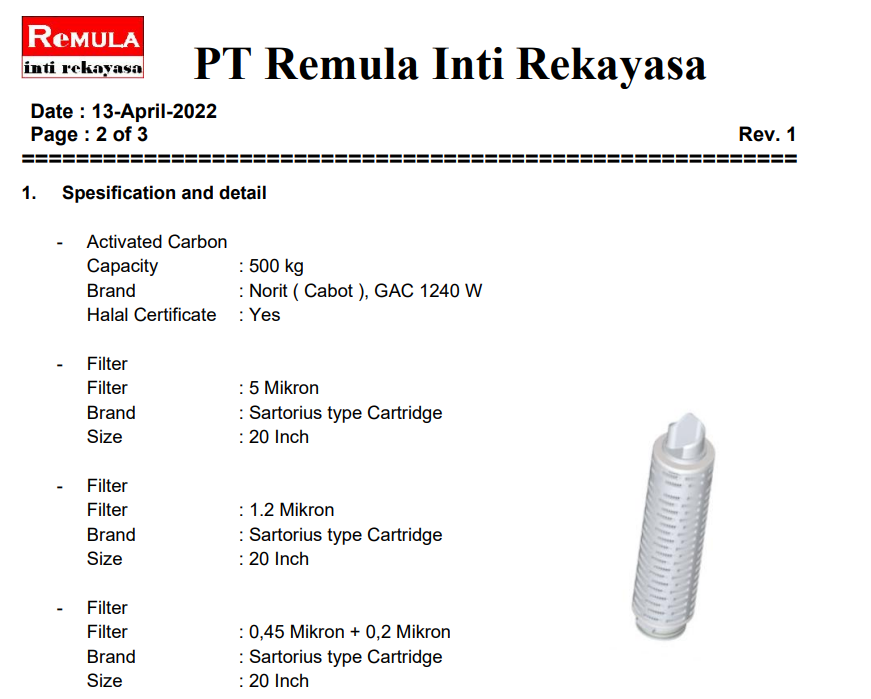 REMULA
inti rekayasa
PT Remula Inti Rekayasa
Date : 13-April-2022
Page : 2 of 3 Rev. 1
==========================================================
1. Spesification and detail
- Activated Carbon
Capacity : 500 kg
Brand : Norit ( Cabot ), GAC 1240 W
Halal Certificate : Yes
- Filter
Filter : 5 Mikron
Brand : Sartorius type Cartridge
Size : 20 Inch
- Filter
Filter : 1.2 Mikron
Brand : Sartorius type Cartridge
Size : 20 Inch
- Filter
Filter : 0,45 Mikron + 0,2 Mikron
Brand : Sartorius type Cartridge
Size : 20 Inch